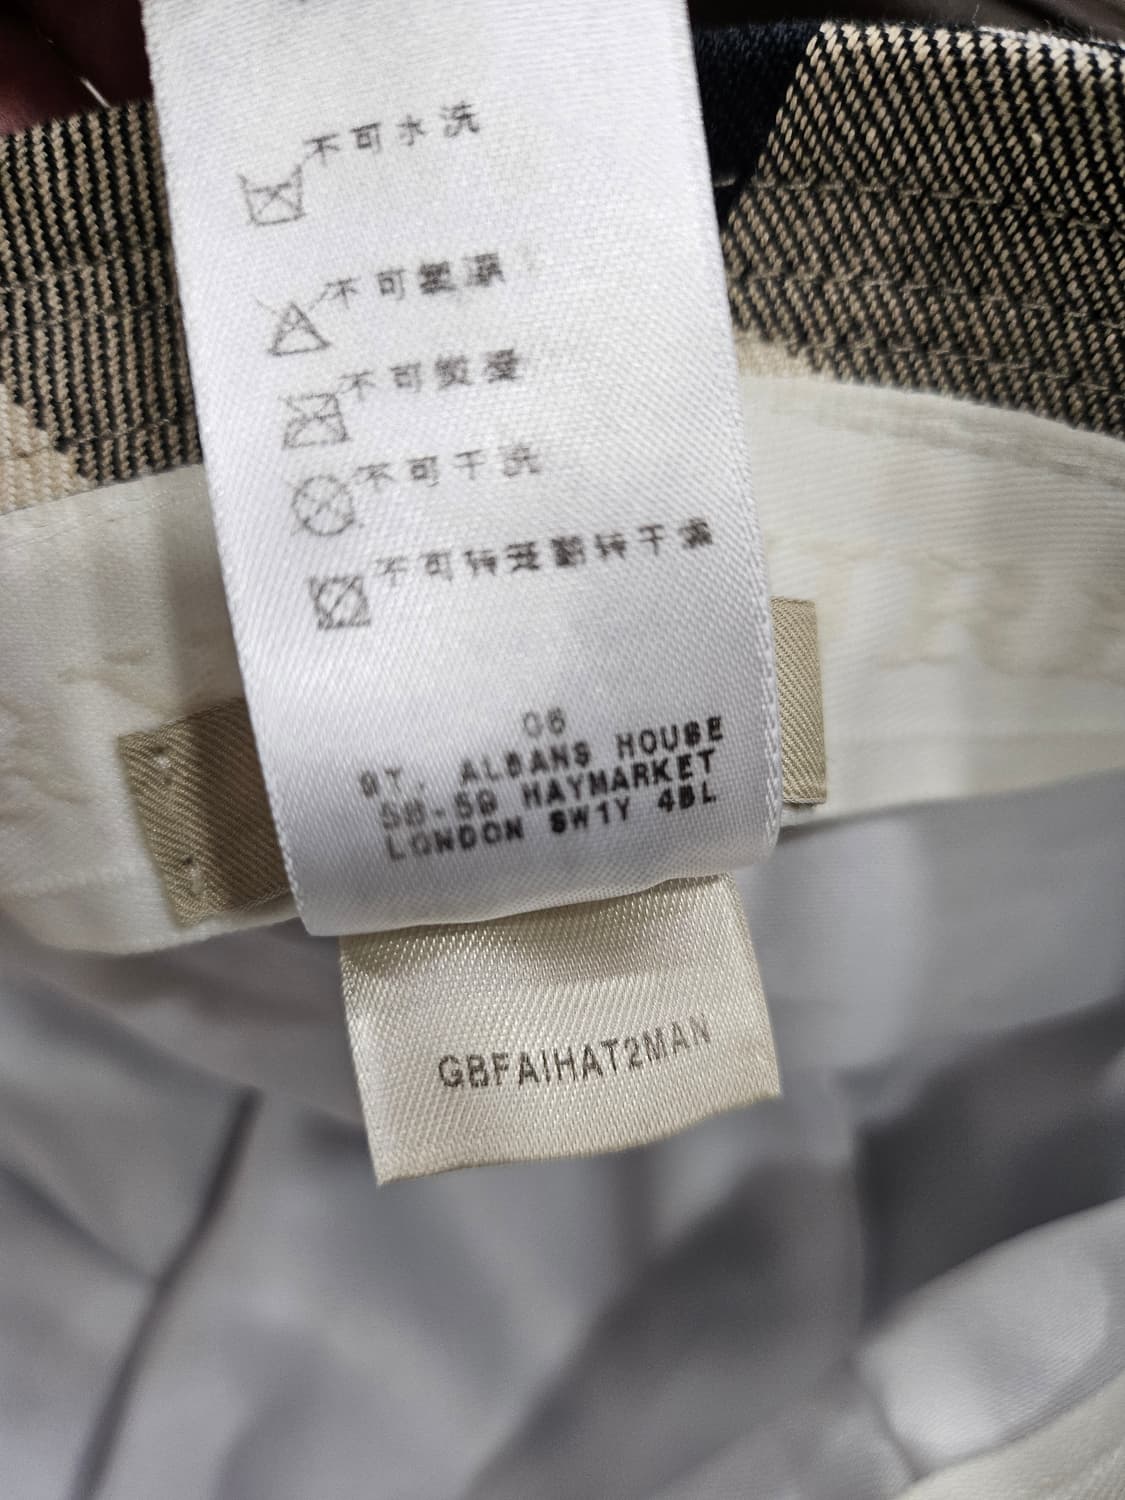 不可水洗
不可氯漂
不可熨烫
不可干洗
不可转笼翻转干燥
06
ST. ALBANS HOUSE
58-59 HAYMARKET
LONDON SW1Y 4BL
GBFAIHAT2MAN